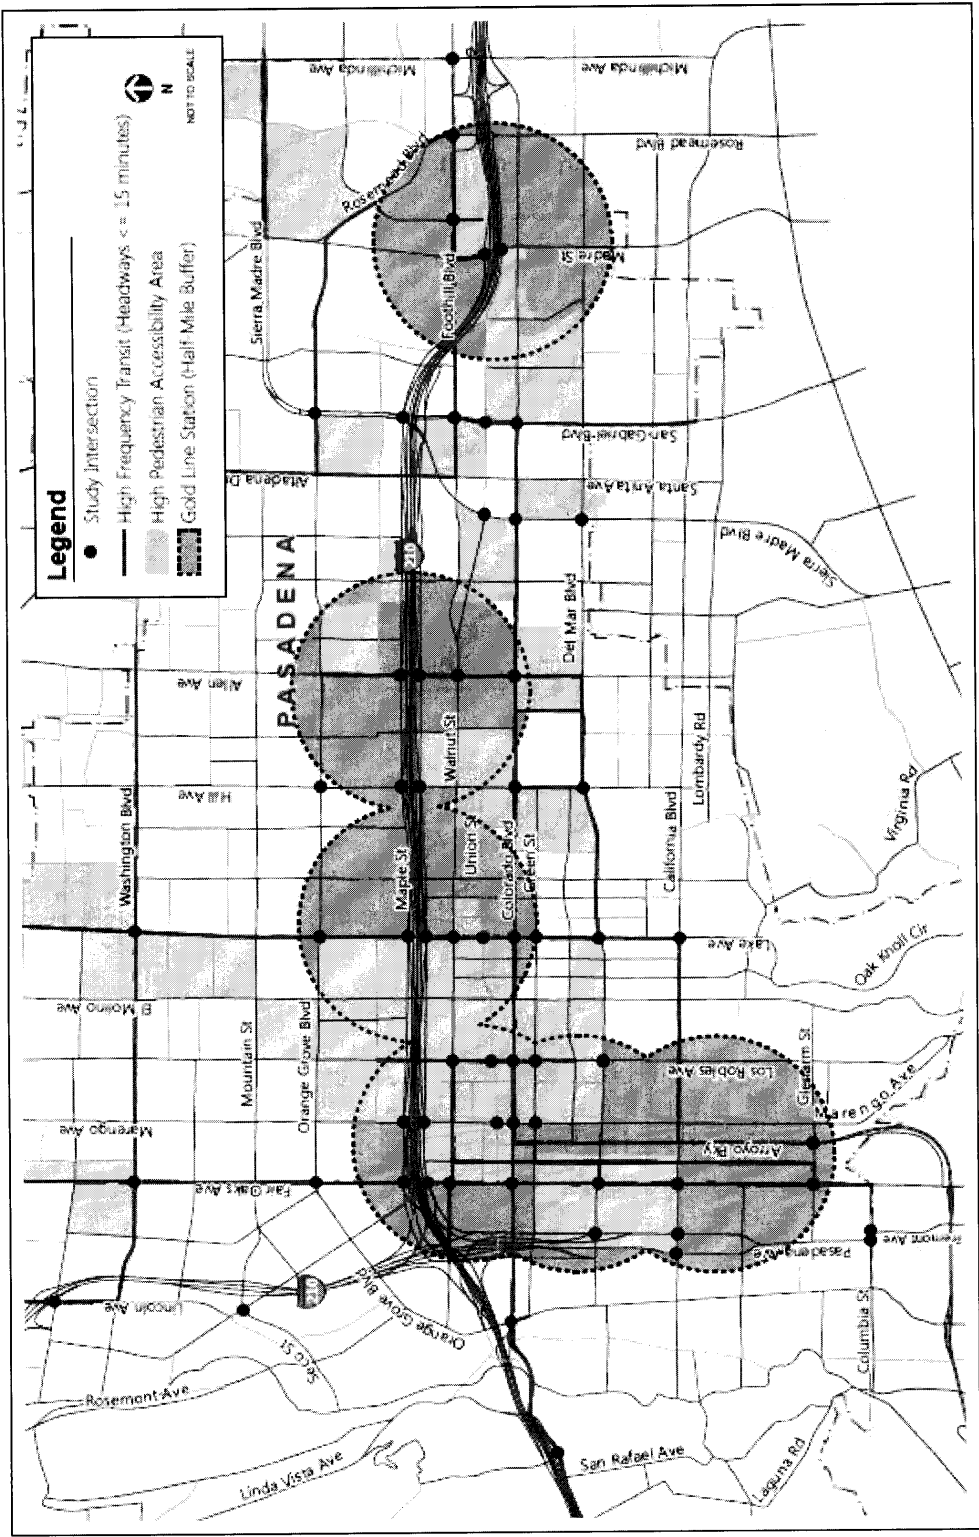 Legend
Study Intersection
High Frequency Transit (Headways <= 15 minutes)
High Pedestrian Accessibility Area
Gold Line Station (Half Mile Buffer)
N
NOT TO SCALE
PASADENA
210
Michillinda Ave
Michillinda Ave
Rosemead Blvd
Rosemead Blvd
Sierra Madre Blvd
Foothill Blvd
Madre St
San Gabriel Blvd
Altadena Dr
Santa Anita Ave
Sierra Madre Blvd
Del Mar Blvd
Allen Ave
Walnut St
Lombardy Rd
Hill Ave
Washington Blvd
Maple St
Union St
Colorado Blvd
Green St
California Blvd
Virginia Rd
Lake Ave
Oak Knoll Cir
El Molino Ave
Mountain St
Orange Grove Blvd
Los Robles Ave
Glenarm St
Marengo Ave
Marengo Ave
Arroyo Pky
Fair Oaks Ave
Pasadena Ave
Fremont Ave
Lincoln Ave
Orange Grove Blvd
Seco St
Columbia St
Rosemont Ave
Linda Vista Ave
San Rafael Ave
Laguna Rd